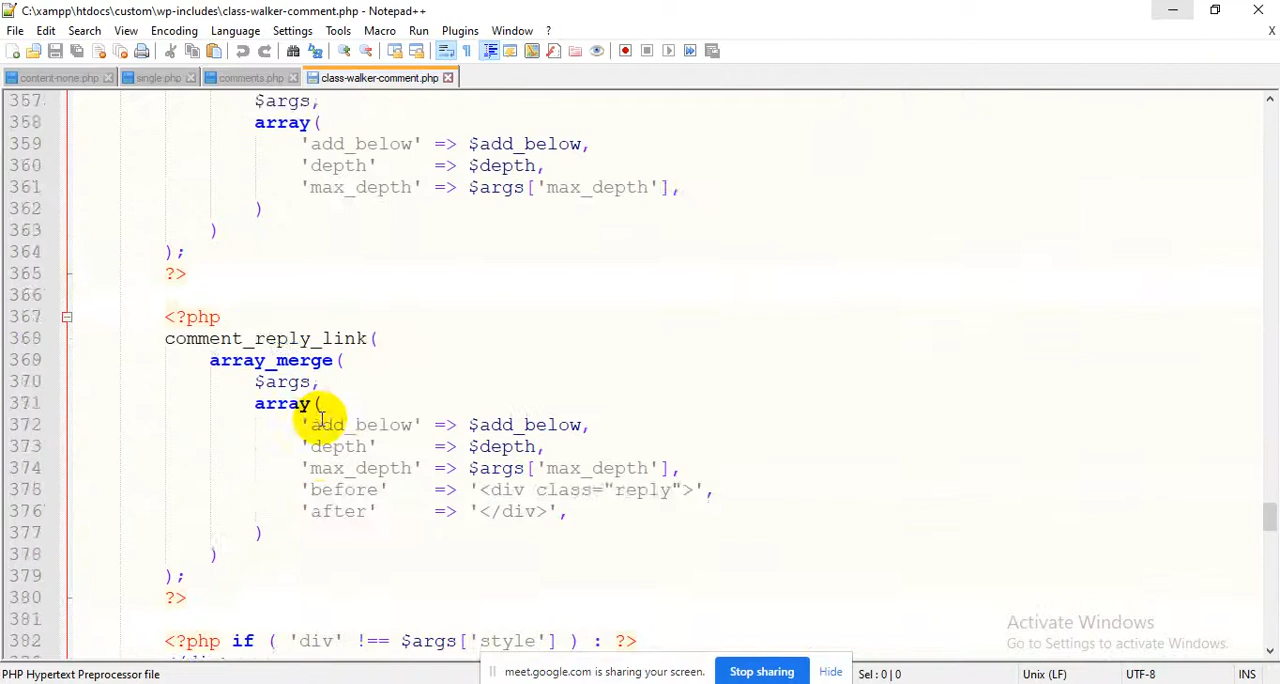 C:\xampp\htdocs\custom\wp-includes\class-walker-comment.php - Notepad++
File Edit Search View Encoding Language Settings Tools Macro Run Plugins Window ? X
content-none.php single.php comments.php class-walker-comment.php
357 $args,
358 array(
359 'add_below' => $add_below,
360 'depth' => $depth,
361 'max_depth' => $args['max_depth'],
362 )
363 )
364 );
365 ?>
366
367 <?php
368 comment_reply_link(
369 array_merge(
370 $args,
371 array(
372 'add_below' => $add_below,
373 'depth' => $depth,
374 'max_depth' => $args['max_depth'],
375 'before' => '<div class="reply">',
376 'after' => '</div>',
377 )
378 )
379 );
380 ?>
381
382 <?php if ( 'div' !== $args['style'] ) : ?>
Activate Windows
Go to Settings to activate Windows.
meet.google.com is sharing your screen. Stop sharing Hide
PHP Hypertext Preprocessor file Sel : 0 | 0 Unix (LF) UTF-8 INS